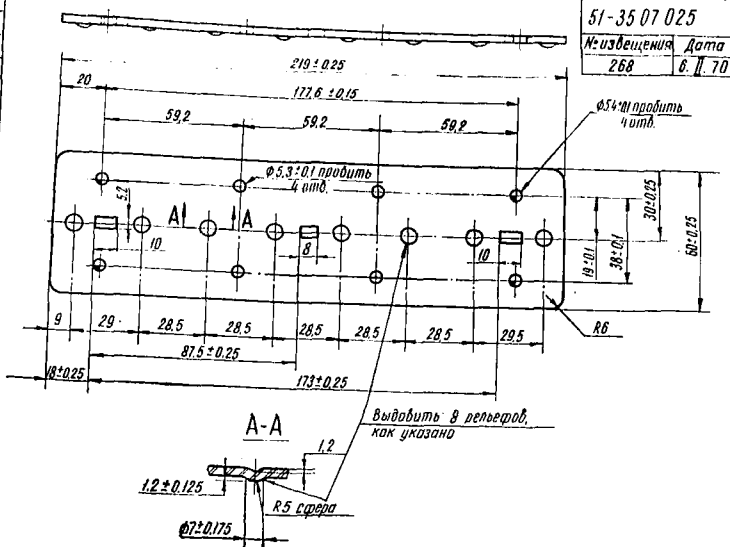 51-35 07 025
№ извещения Дата
268 6. II. 70
219±0,25
20
177,6 ±0,15
59,2 59,2 59,2
ф5,4±0,1 пробить
4 отв.
ф5,3±0,1 пробить
4 отв.
5,2
А А
10
8
10
19±0,1
38±0,1
30±0,25
60±0,25
9 29 28,5 28,5 28,5 28,5 28,5 29,5
R6
87,5±0,25
18±0,25
173±0,25
А-А
Выдавить 8 рельефов,
как указано
1,2
1,2±0,125
R5 сфера
ф7±0,175